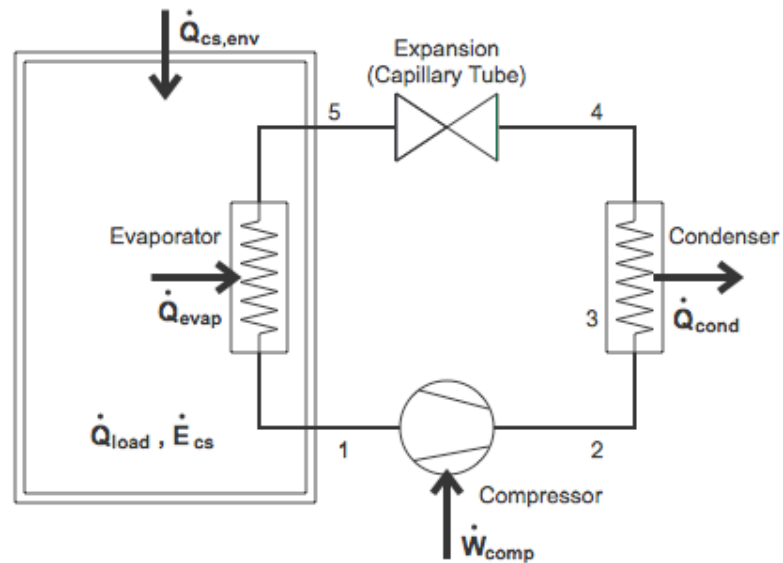 Q̇cs,env
Expansion
(Capillary Tube)
5
4
Evaporator
Condenser
Q̇evap
3
Q̇cond
Q̇load , Ėcs
1
2
Compressor
Ẇcomp